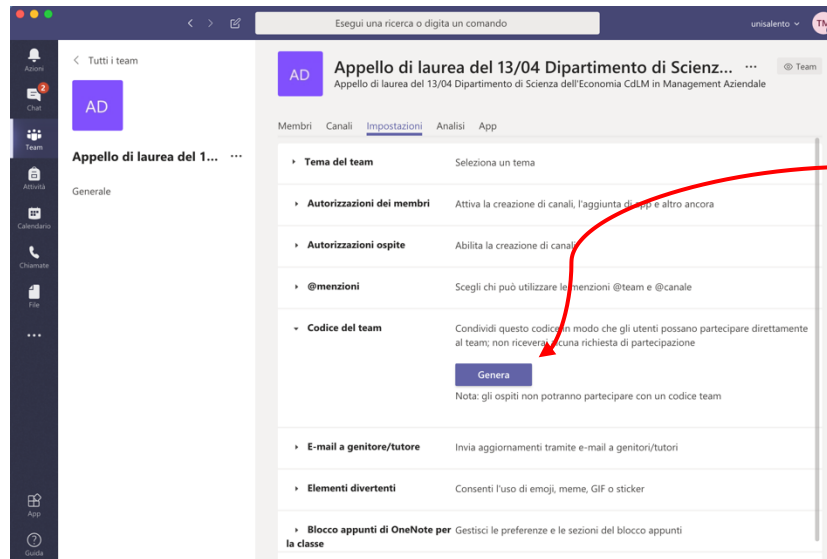 Esegui una ricerca o digita un comando
unisalento
TM
Azioni
2
Chat
Team
Attività
Calendario
Chiamate
File
App
Guida
Tutti i team
AD
Appello di laurea del 1... ...
Generale
AD
Appello di laurea del 13/04 Dipartimento di Scienz... ...
Team
Appello di laurea del 13/04 Dipartimento di Scienza dell'Economia CdLM in Management Aziendale
Membri Canali Impostazioni Analisi App
Tema del team Seleziona un tema
Autorizzazioni dei membri Attiva la creazione di canali, l'aggiunta di app e altro ancora
Autorizzazioni ospite Abilita la creazione di canali
@menzioni Scegli chi può utilizzare le menzioni @team e @canale
Codice del team Condividi questo codice in modo che gli utenti possano partecipare direttamente
al team; non riceverai alcuna richiesta di partecipazione
Genera
Nota: gli ospiti non potranno partecipare con un codice team
E-mail a genitore/tutore Invia aggiornamenti tramite e-mail a genitori/tutori
Elementi divertenti Consenti l'uso di emoji, meme, GIF o sticker
Blocco appunti di OneNote per Gestisci le preferenze e le sezioni del blocco appunti
la classe